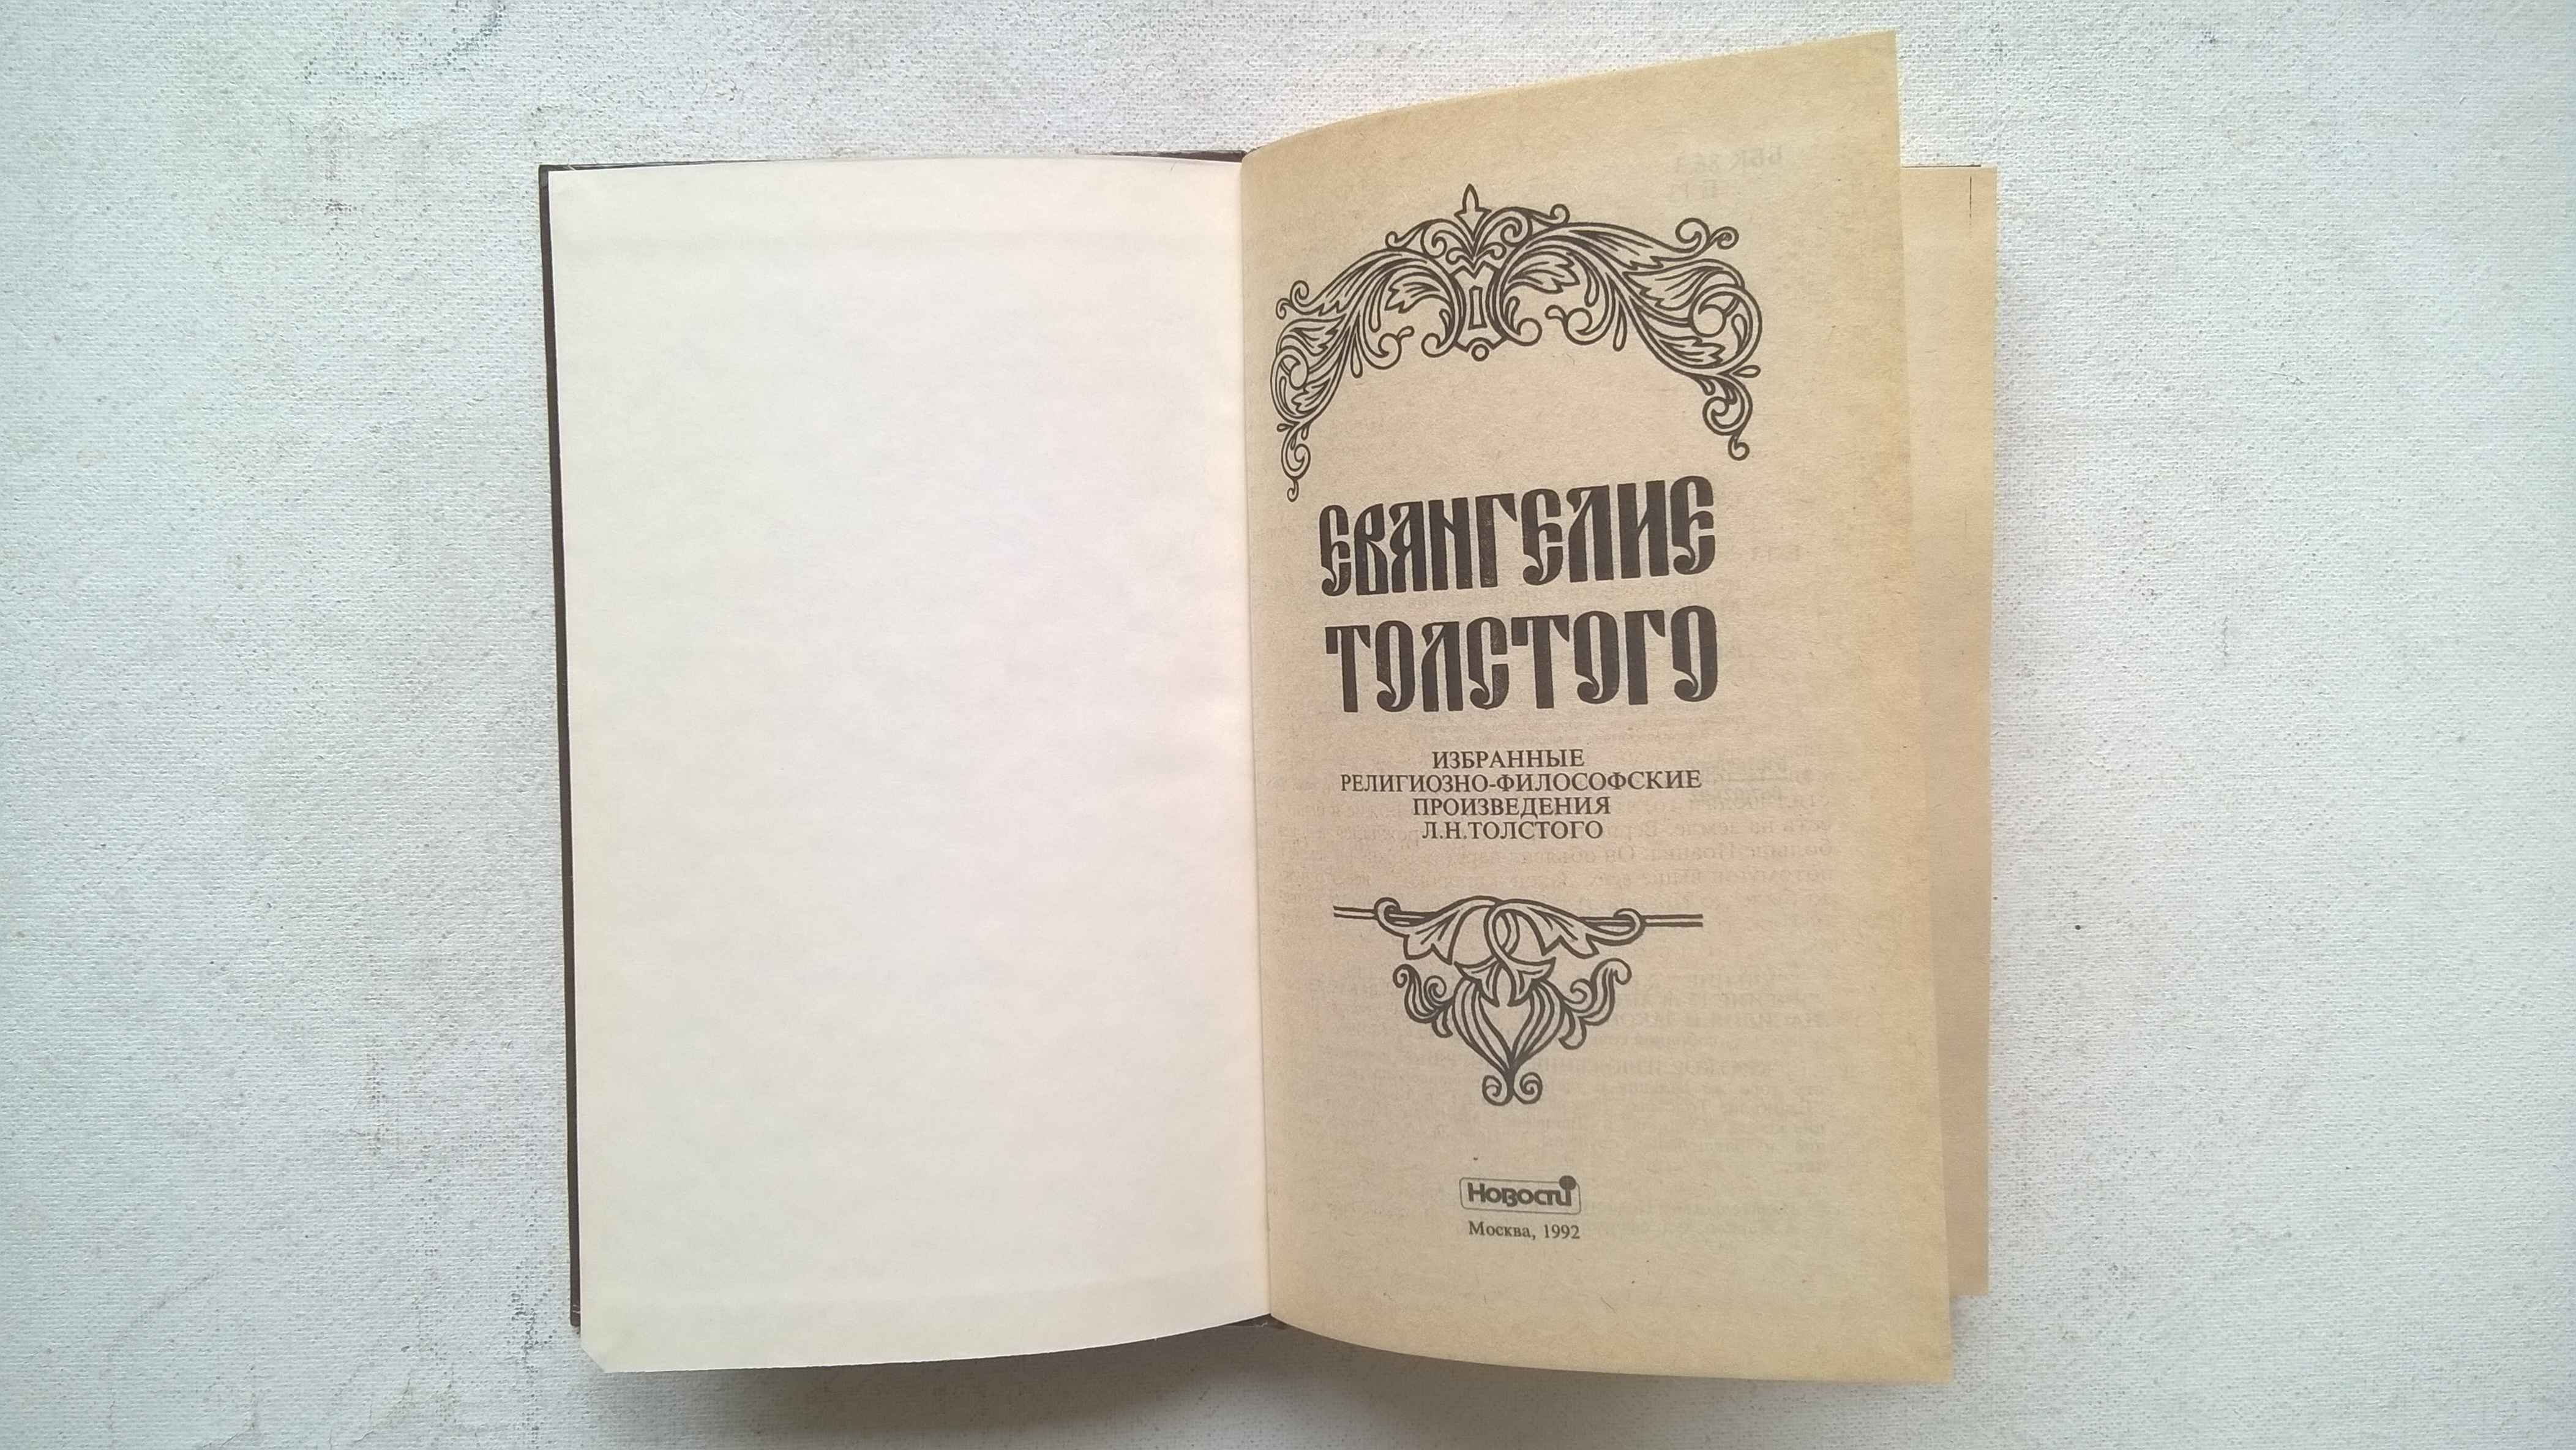 ЕВАНГЕЛИЕ
ТОЛСТОГО
ИЗБРАННЫЕ
РЕЛИГИОЗНО-ФИЛОСОФСКИЕ
ПРОИЗВЕДЕНИЯ
Л.Н.ТОЛСТОГО
Новости
Москва, 1992